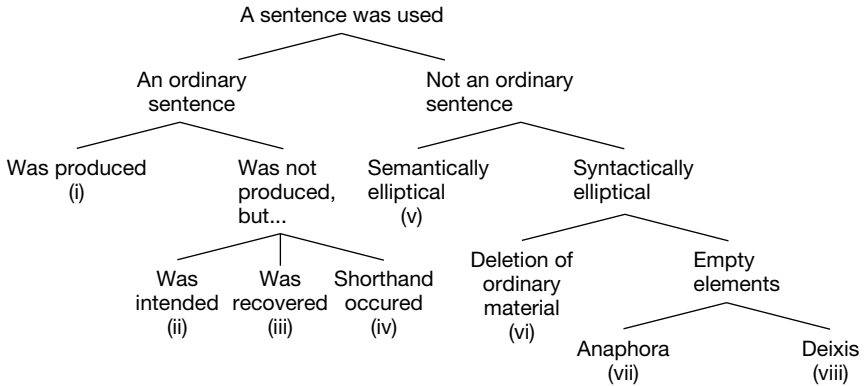 A sentence was used
An ordinary
sentence
Not an ordinary
sentence
Was produced
(i)
Was not
produced,
but...
Semantically
elliptical
(v)
Syntactically
elliptical
Was
intended
(ii)
Was
recovered
(iii)
Shorthand
occured
(iv)
Deletion of
ordinary
material
(vi)
Empty
elements
Anaphora
(vii)
Deixis
(viii)